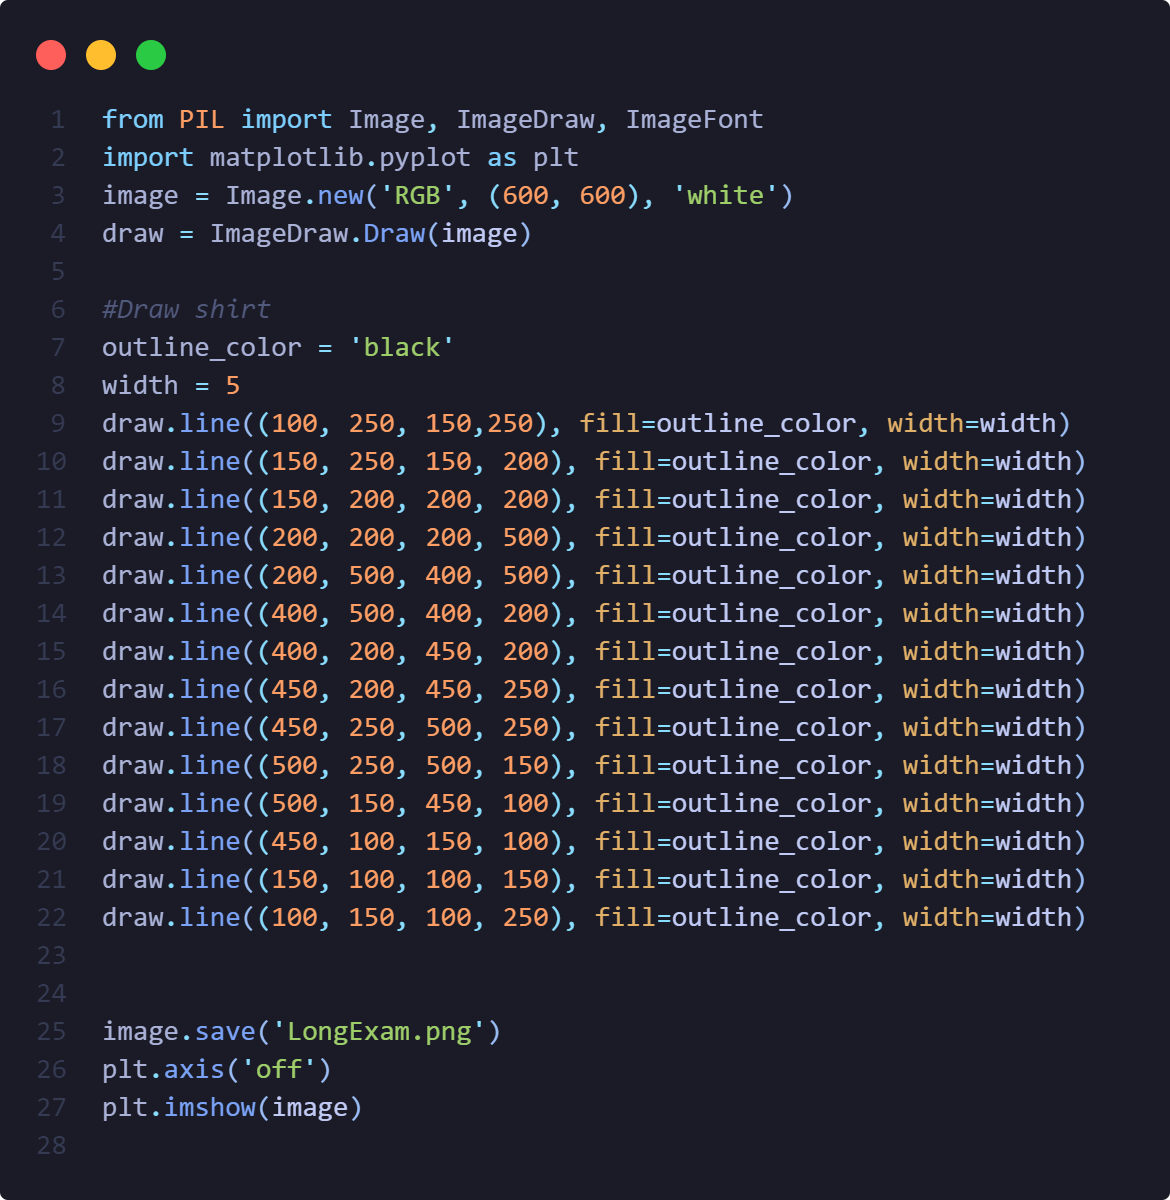 1 from PIL import Image, ImageDraw, ImageFont
2 import matplotlib.pyplot as plt
3 image = Image.new('RGB', (600, 600), 'white')
4 draw = ImageDraw.Draw(image)
5
6 #Draw shirt
7 outline_color = 'black'
8 width = 5
9 draw.line((100, 250, 150,250), fill=outline_color, width=width)
10 draw.line((150, 250, 150, 200), fill=outline_color, width=width)
11 draw.line((150, 200, 200, 200), fill=outline_color, width=width)
12 draw.line((200, 200, 200, 500), fill=outline_color, width=width)
13 draw.line((200, 500, 400, 500), fill=outline_color, width=width)
14 draw.line((400, 500, 400, 200), fill=outline_color, width=width)
15 draw.line((400, 200, 450, 200), fill=outline_color, width=width)
16 draw.line((450, 200, 450, 250), fill=outline_color, width=width)
17 draw.line((450, 250, 500, 250), fill=outline_color, width=width)
18 draw.line((500, 250, 500, 150), fill=outline_color, width=width)
19 draw.line((500, 150, 450, 100), fill=outline_color, width=width)
20 draw.line((450, 100, 150, 100), fill=outline_color, width=width)
21 draw.line((150, 100, 100, 150), fill=outline_color, width=width)
22 draw.line((100, 150, 100, 250), fill=outline_color, width=width)
23
24
25 image.save('LongExam.png')
26 plt.axis('off')
27 plt.imshow(image)
28